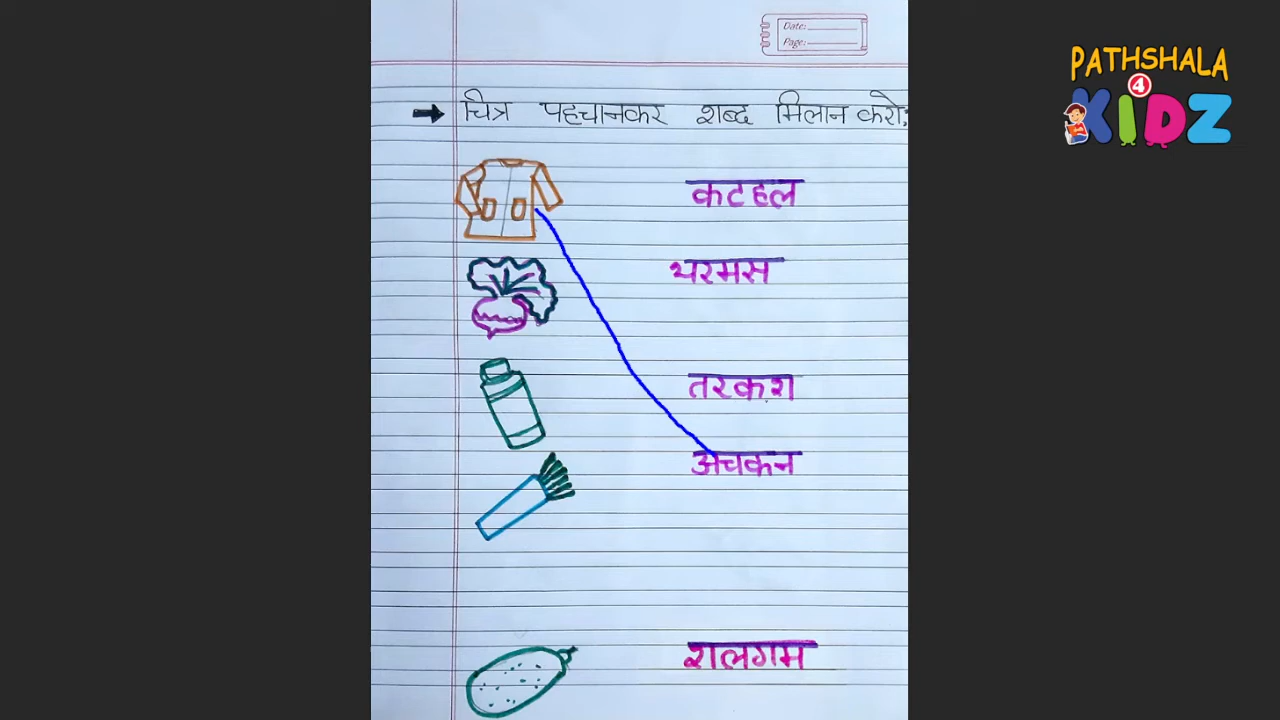 Date:
Page:
PATHSHALA
4
KIDZ
चित्र पहचानकर शब्द मिलान करो:
कटहल
थरमस
तरकश
अचकन
शलगम